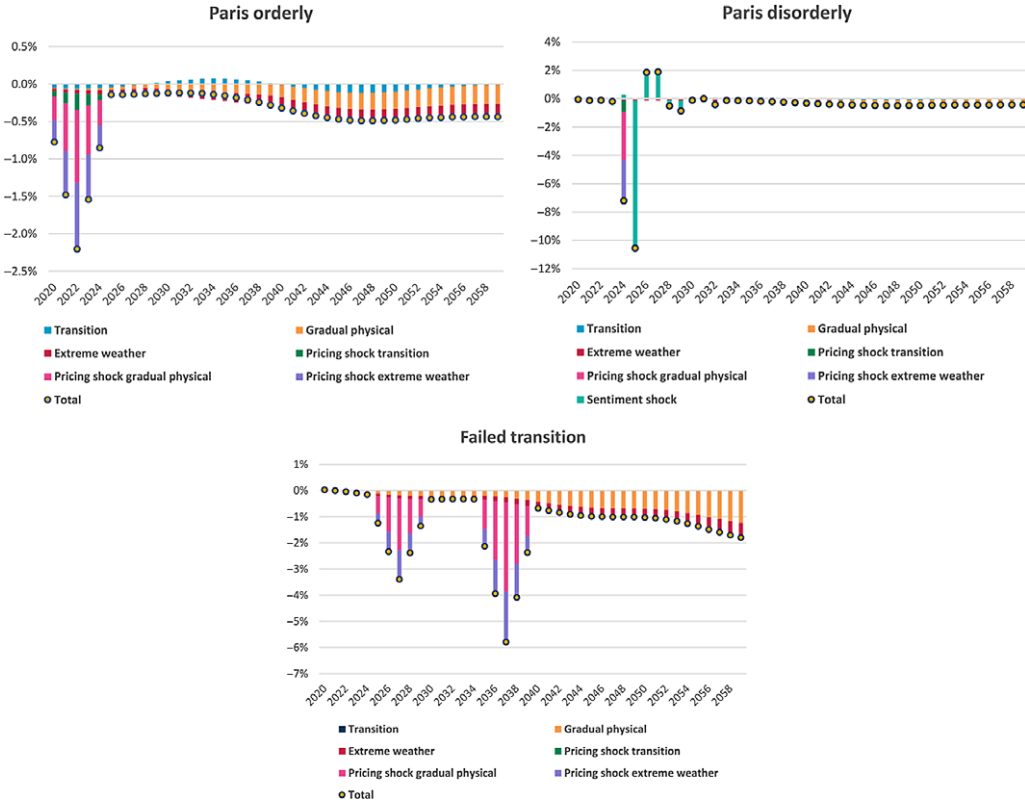 Paris orderly
0.5%
0.0%
−0.5%
−1.0%
−1.5%
−2.0%
−2.5%
2020 2022 2024 2026 2028 2030 2032 2034 2036 2038 2040 2042 2044 2046 2048 2050 2052 2054 2056 2058
Transition Gradual physical
Extreme weather Pricing shock transition
Pricing shock gradual physical Pricing shock extreme weather
Total
Paris disorderly
4%
2%
0%
−2%
−4%
−6%
−8%
−10%
−12%
2020 2022 2024 2026 2028 2030 2032 2034 2036 2038 2040 2042 2044 2046 2048 2050 2052 2054 2056 2058
Transition Gradual physical
Extreme weather Pricing shock transition
Pricing shock gradual physical Pricing shock extreme weather
Sentiment shock Total
Failed transition
1%
0%
−1%
−2%
−3%
−4%
−5%
−6%
−7%
2020 2022 2024 2026 2028 2030 2032 2034 2036 2038 2040 2042 2044 2046 2048 2050 2052 2054 2056 2058
Transition Gradual physical
Extreme weather Pricing shock transition
Pricing shock gradual physical Pricing shock extreme weather
Total